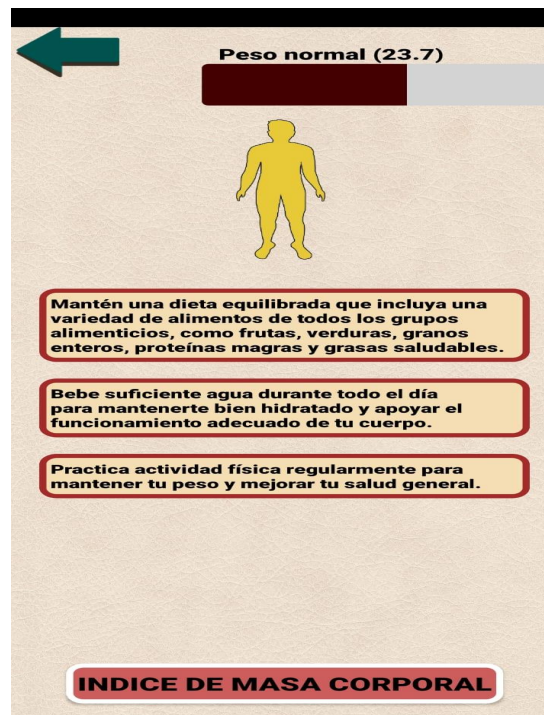 Peso normal (23.7)
Mantén una dieta equilibrada que incluya una
variedad de alimentos de todos los grupos
alimenticios, como frutas, verduras, granos
enteros, proteínas magras y grasas saludables.
Bebe suficiente agua durante todo el día
para mantenerte bien hidratado y apoyar el
funcionamiento adecuado de tu cuerpo.
Practica actividad física regularmente para
mantener tu peso y mejorar tu salud general.
INDICE DE MASA CORPORAL